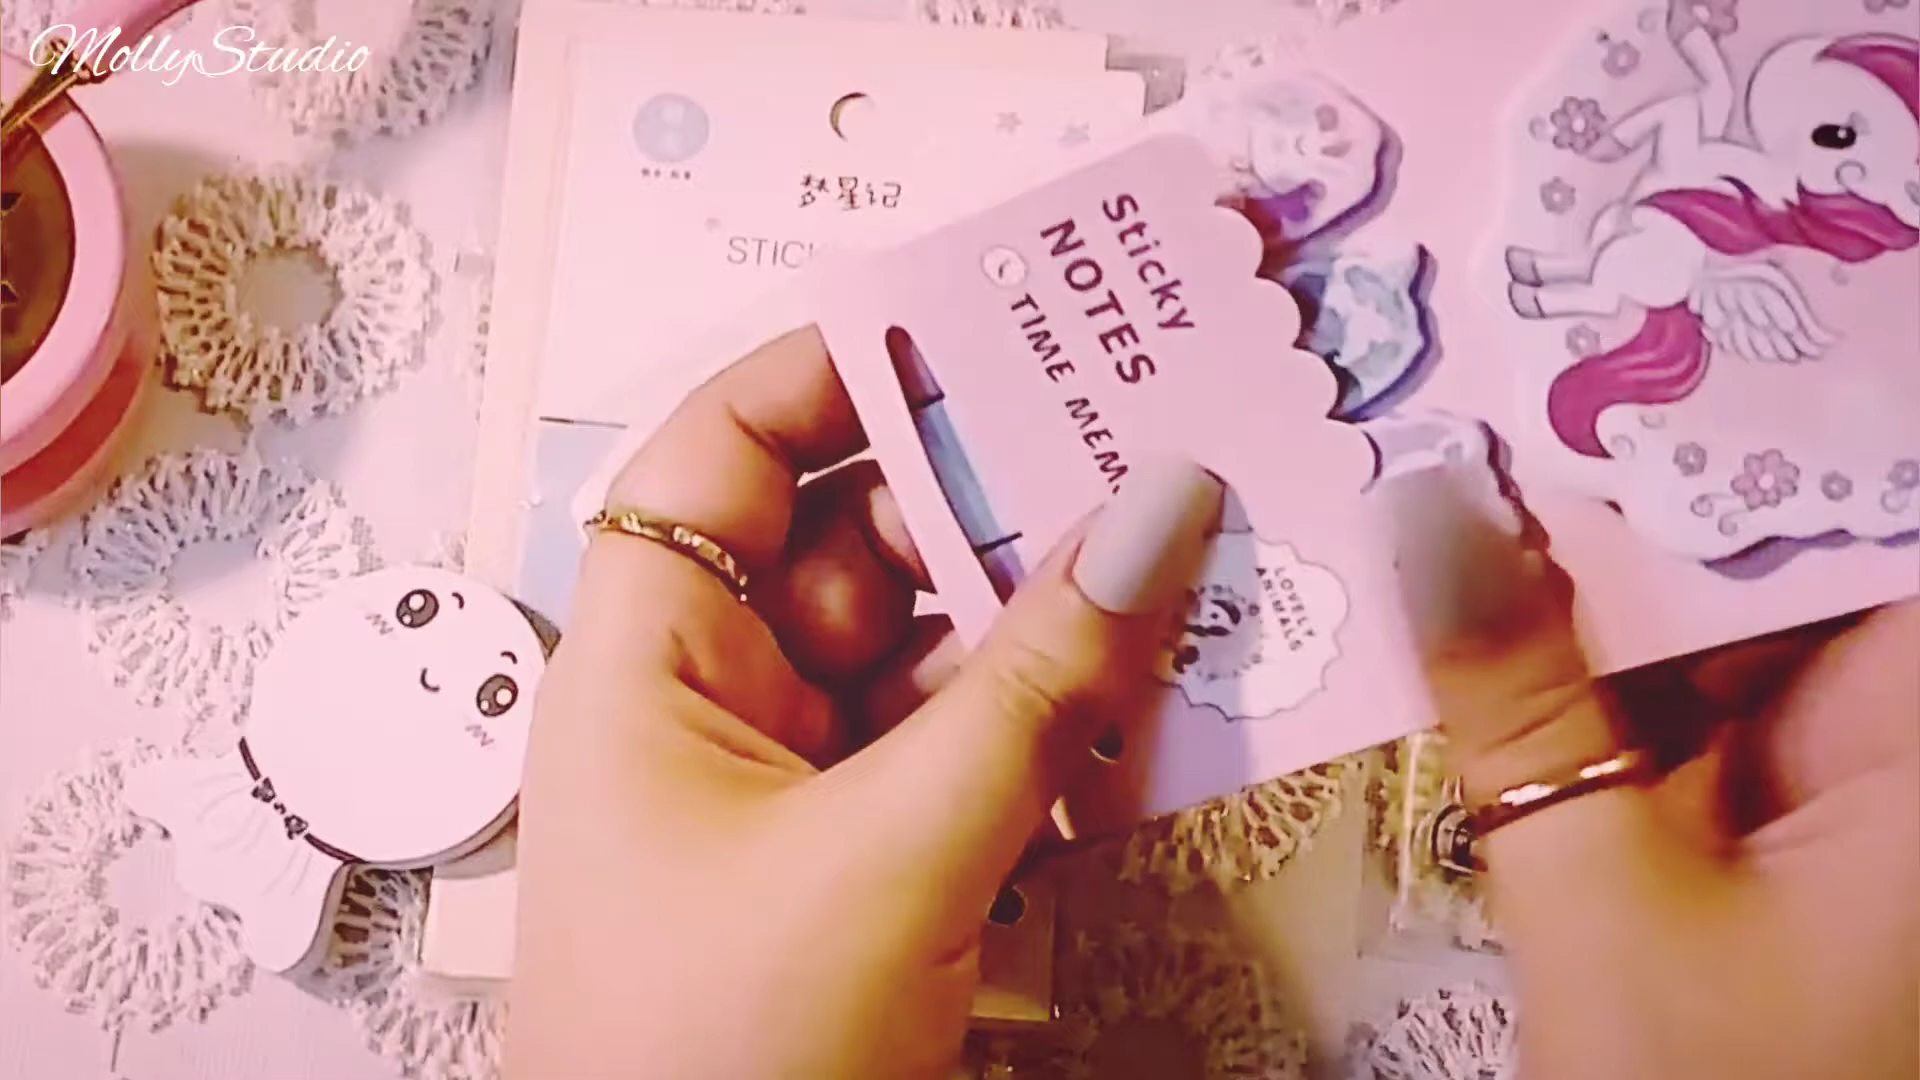 MollyStudio
梦星记
STIC
Sticky
NOTES
TIME MEM
LOVELY
ANIMALS